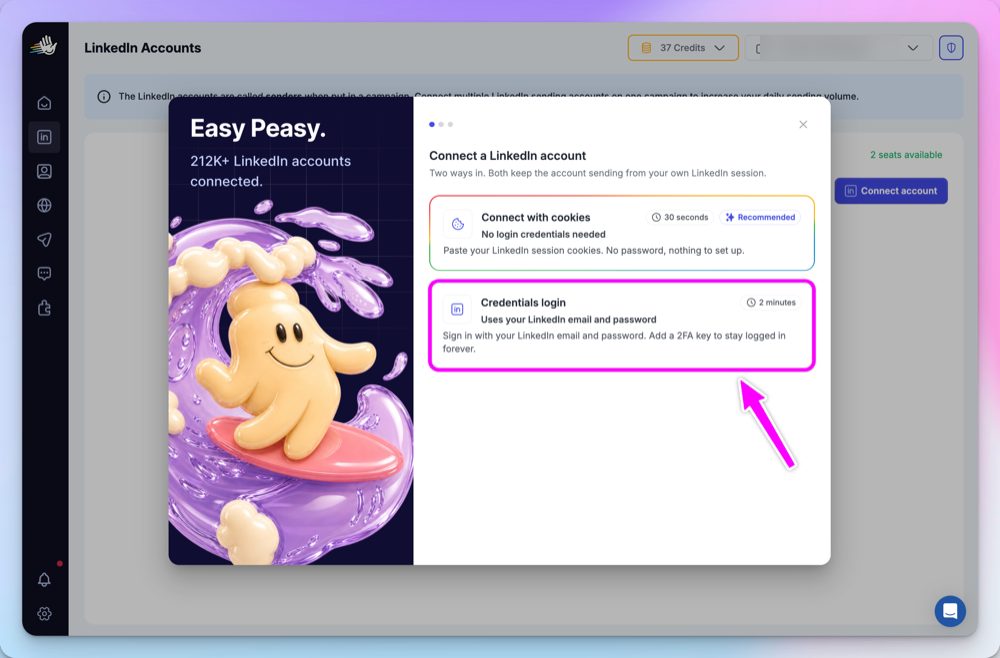 LinkedIn Accounts
37 Credits
The LinkedIn accounts are called senders when put in a campaign. Connect multiple LinkedIn sending accounts on one campaign to increase your daily sending volume.
2 seats available
in Connect account
Easy Peasy.
212K+ LinkedIn accounts
connected.
Connect a LinkedIn account
Two ways in. Both keep the account sending from your own LinkedIn session.
Connect with cookies
30 seconds
Recommended
No login credentials needed
Paste your LinkedIn session cookies. No password, nothing to set up.
in
Credentials login
2 minutes
Uses your LinkedIn email and password
Sign in with your LinkedIn email and password. Add a 2FA key to stay logged in
forever.
in